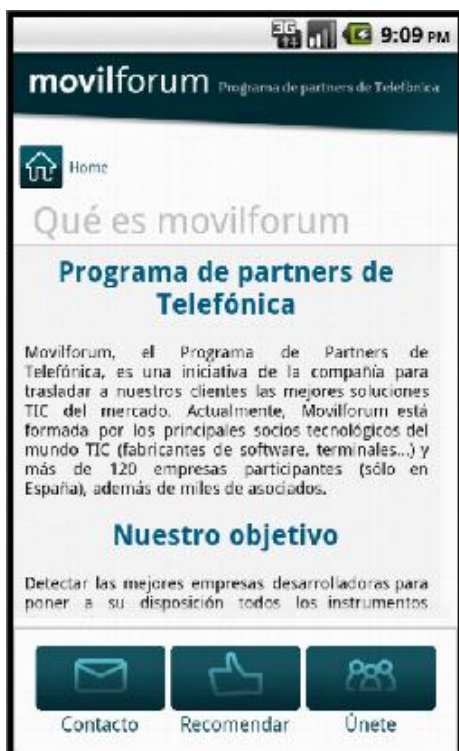 3G 9:09 PM
movilforum Programa de partners de Telefónica
Home
Qué es movilforum
Programa de partners de
Telefónica
Movilforum, el Programa de Partners de
Telefónica, es una iniciativa de la compañía para
trasladar a nuestros clientes las mejores soluciones
TIC del mercado. Actualmente, Movilforum está
formada por los principales socios tecnológicos del
mundo TIC (fabricantes de software, terminales...) y
más de 120 empresas participantes (sólo en
España), además de miles de asociados.
Nuestro objetivo
Detectar las mejores empresas desarrolladoras para
poner a su disposición todos los instrumentos
Contacto Recomendar Únete